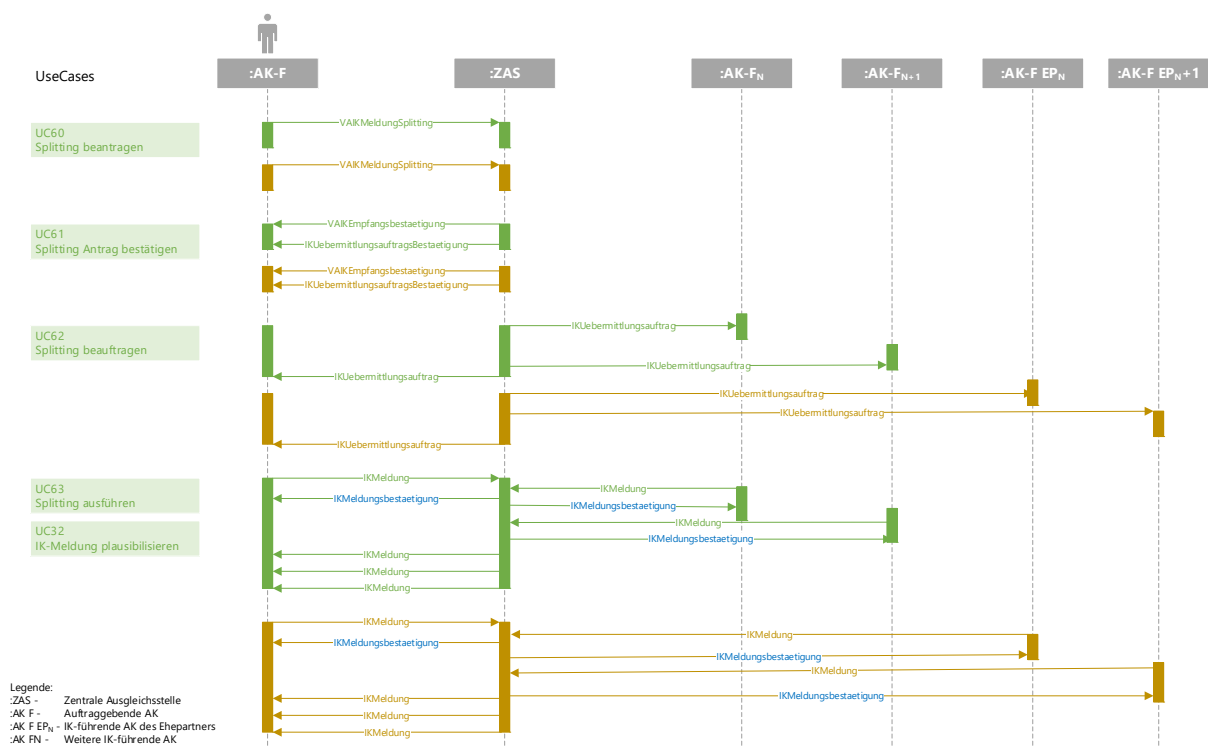 UseCases
:AK-F
:ZAS
:AK-FN
:AK-FN+1
:AK-F EPN
:AK-F EPN+1
UC60
Splitting beantragen
VAIKMeldungSplitting
VAIKMeldungSplitting
UC61
Splitting Antrag bestätigen
VAIKEmpfangsbestaetigung
IKUebermittlungsauftragsBestaetigung
VAIKEmpfangsbestaetigung
IKUebermittlungsauftragsBestaetigung
UC62
Splitting beauftragen
IKUebermittlungsauftrag
IKUebermittlungsauftrag
IKUebermittlungsauftrag
IKUebermittlungsauftrag
IKUebermittlungsauftrag
IKUebermittlungsauftrag
UC63
Splitting ausführen
UC32
IK-Meldung plausibilisieren
IKMeldung
IKMeldung
IKMeldungsbestaetigung
IKMeldungsbestaetigung
IKMeldung
IKMeldungsbestaetigung
IKMeldung
IKMeldung
IKMeldung
IKMeldung
IKMeldung
IKMeldungsbestaetigung
IKMeldungsbestaetigung
IKMeldung
IKMeldungsbestaetigung
IKMeldung
IKMeldung
IKMeldung
Legende:
:ZAS - Zentrale Ausgleichsstelle
:AK F - Auftraggebende AK
:AK F EPN - IK-führende AK des Ehepartners
:AK FN - Weitere IK-führende AK